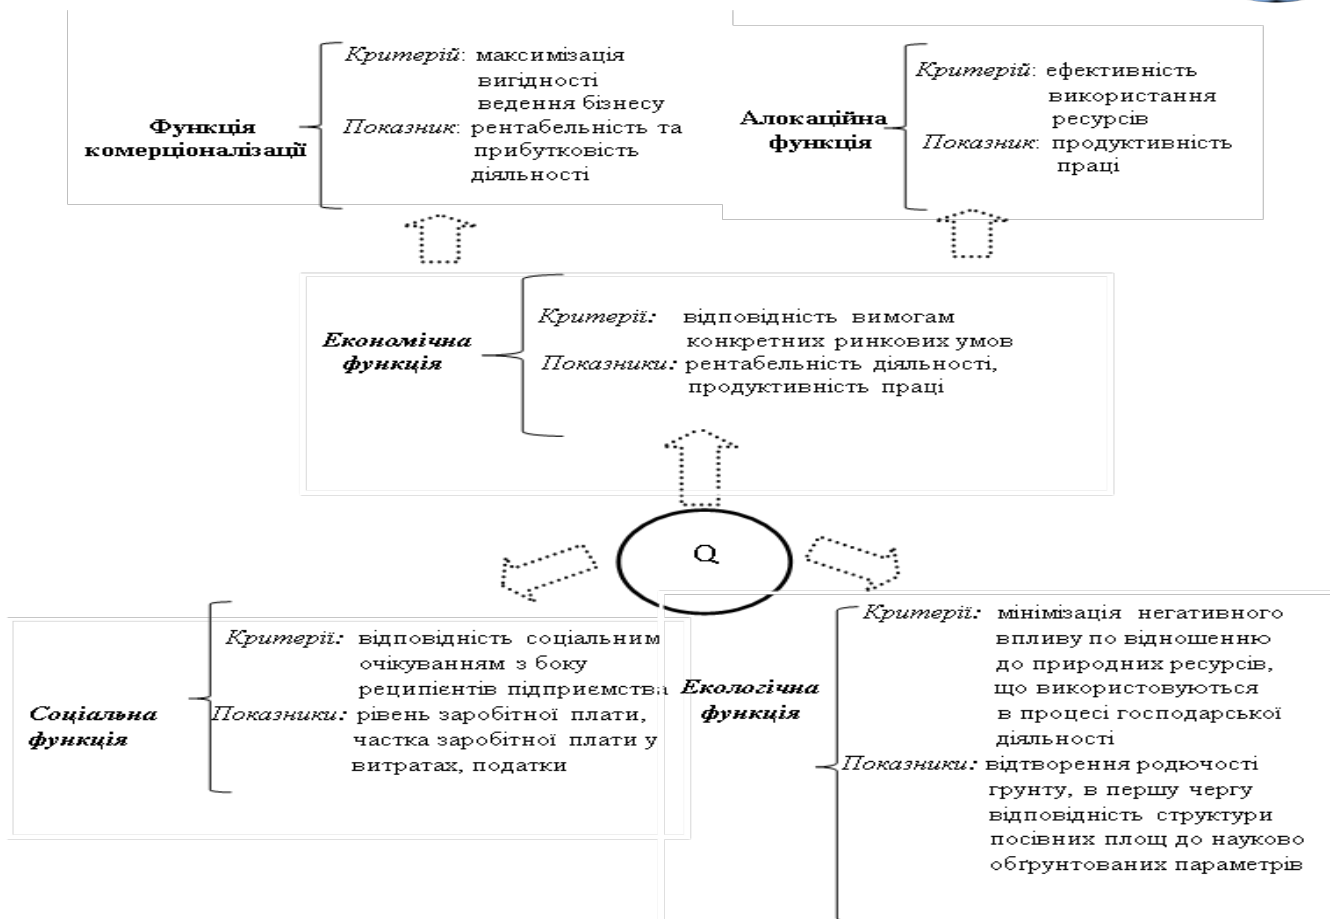 Функція
комерціоналізації
Критерій: максимізація
вигідності
ведення бізнесу
Показник: рентабельність та
прибутковість
діяльності
Алокаційна
функція
Критерій: ефективність
використання
ресурсів
Показник: продуктивність
праці
Економічна
функція
Критерії: відповідність вимогам
конкретних ринкових умов
Показники: рентабельність діяльності,
продуктивність праці
Q
Соціальна
функція
Критерії: відповідність соціальним
очікуванням з боку
реципієнтів підприємства
Показники: рівень заробітної плати,
частка заробітної плати у
витратах, податки
Екологічна
функція
Критерії: мінімізація негативного
впливу по відношенню
до природних ресурсів,
що використовуються
в процесі господарської
діяльності
Показники: відтворення родючості
грунту, в першу чергу
відповідність структури
посівних площ до науково
обґрунтованих параметрів